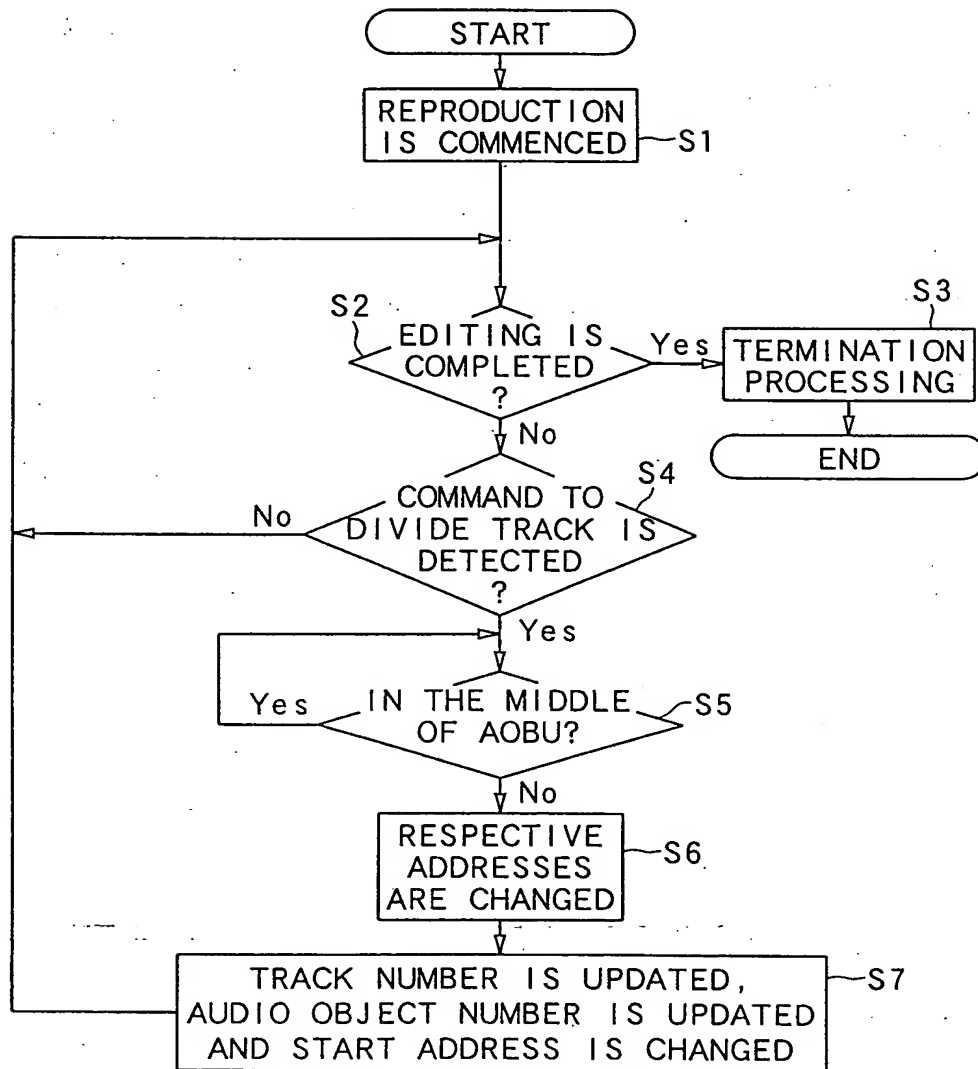 START
REPRODUCTION
IS COMMENCED
S1
S2
EDITING IS
COMPLETED
?
Yes
S3
TERMINATION
PROCESSING
END
No
S4
COMMAND TO
DIVIDE TRACK IS
DETECTED
?
No
Yes
S5
IN THE MIDDLE
OF AOBU?
Yes
No
RESPECTIVE
ADDRESSES
ARE CHANGED
S6
TRACK NUMBER IS UPDATED,
AUDIO OBJECT NUMBER IS UPDATED
AND START ADDRESS IS CHANGED
S7